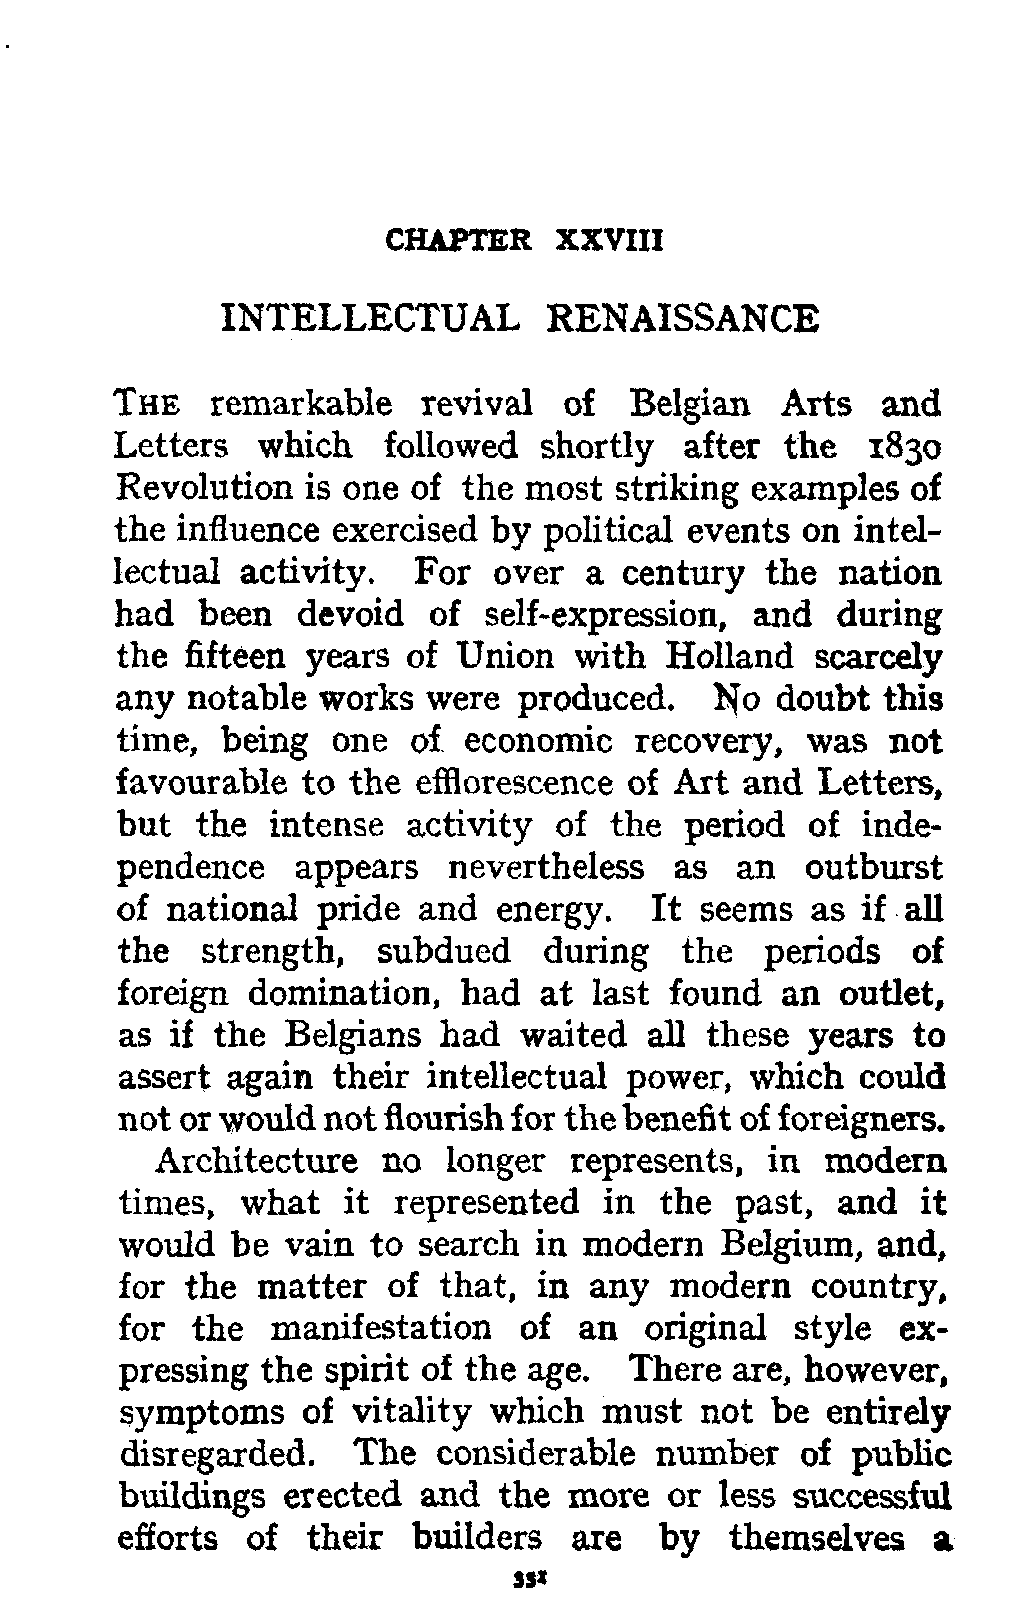 CHAPTER XXVIII
INTELLECTUAL RENAISSANCE
THE remarkable revival of Belgian Arts and
Letters which followed shortly after the 1830
Revolution is one of the most striking examples of
the influence exercised by political events on intel-
lectual activity. For over a century the nation
had been devoid of self-expression, and during
the fifteen years of Union with Holland scarcely
any notable works were produced. No doubt this
time, being one of economic recovery, was not
favourable to the efflorescence of Art and Letters,
but the intense activity of the period of inde-
pendence appears nevertheless as an outburst
of national pride and energy. It seems as if all
the strength, subdued during the periods of
foreign domination, had at last found an outlet,
as if the Belgians had waited all these years to
assert again their intellectual power, which could
not or would not flourish for the benefit of foreigners.
Architecture no longer represents, in modern
times, what it represented in the past, and it
would be vain to search in modern Belgium, and,
for the matter of that, in any modern country,
for the manifestation of an original style ex-
pressing the spirit of the age. There are, however,
symptoms of vitality which must not be entirely
disregarded. The considerable number of public
buildings erected and the more or less successful
efforts of their builders are by themselves a
351